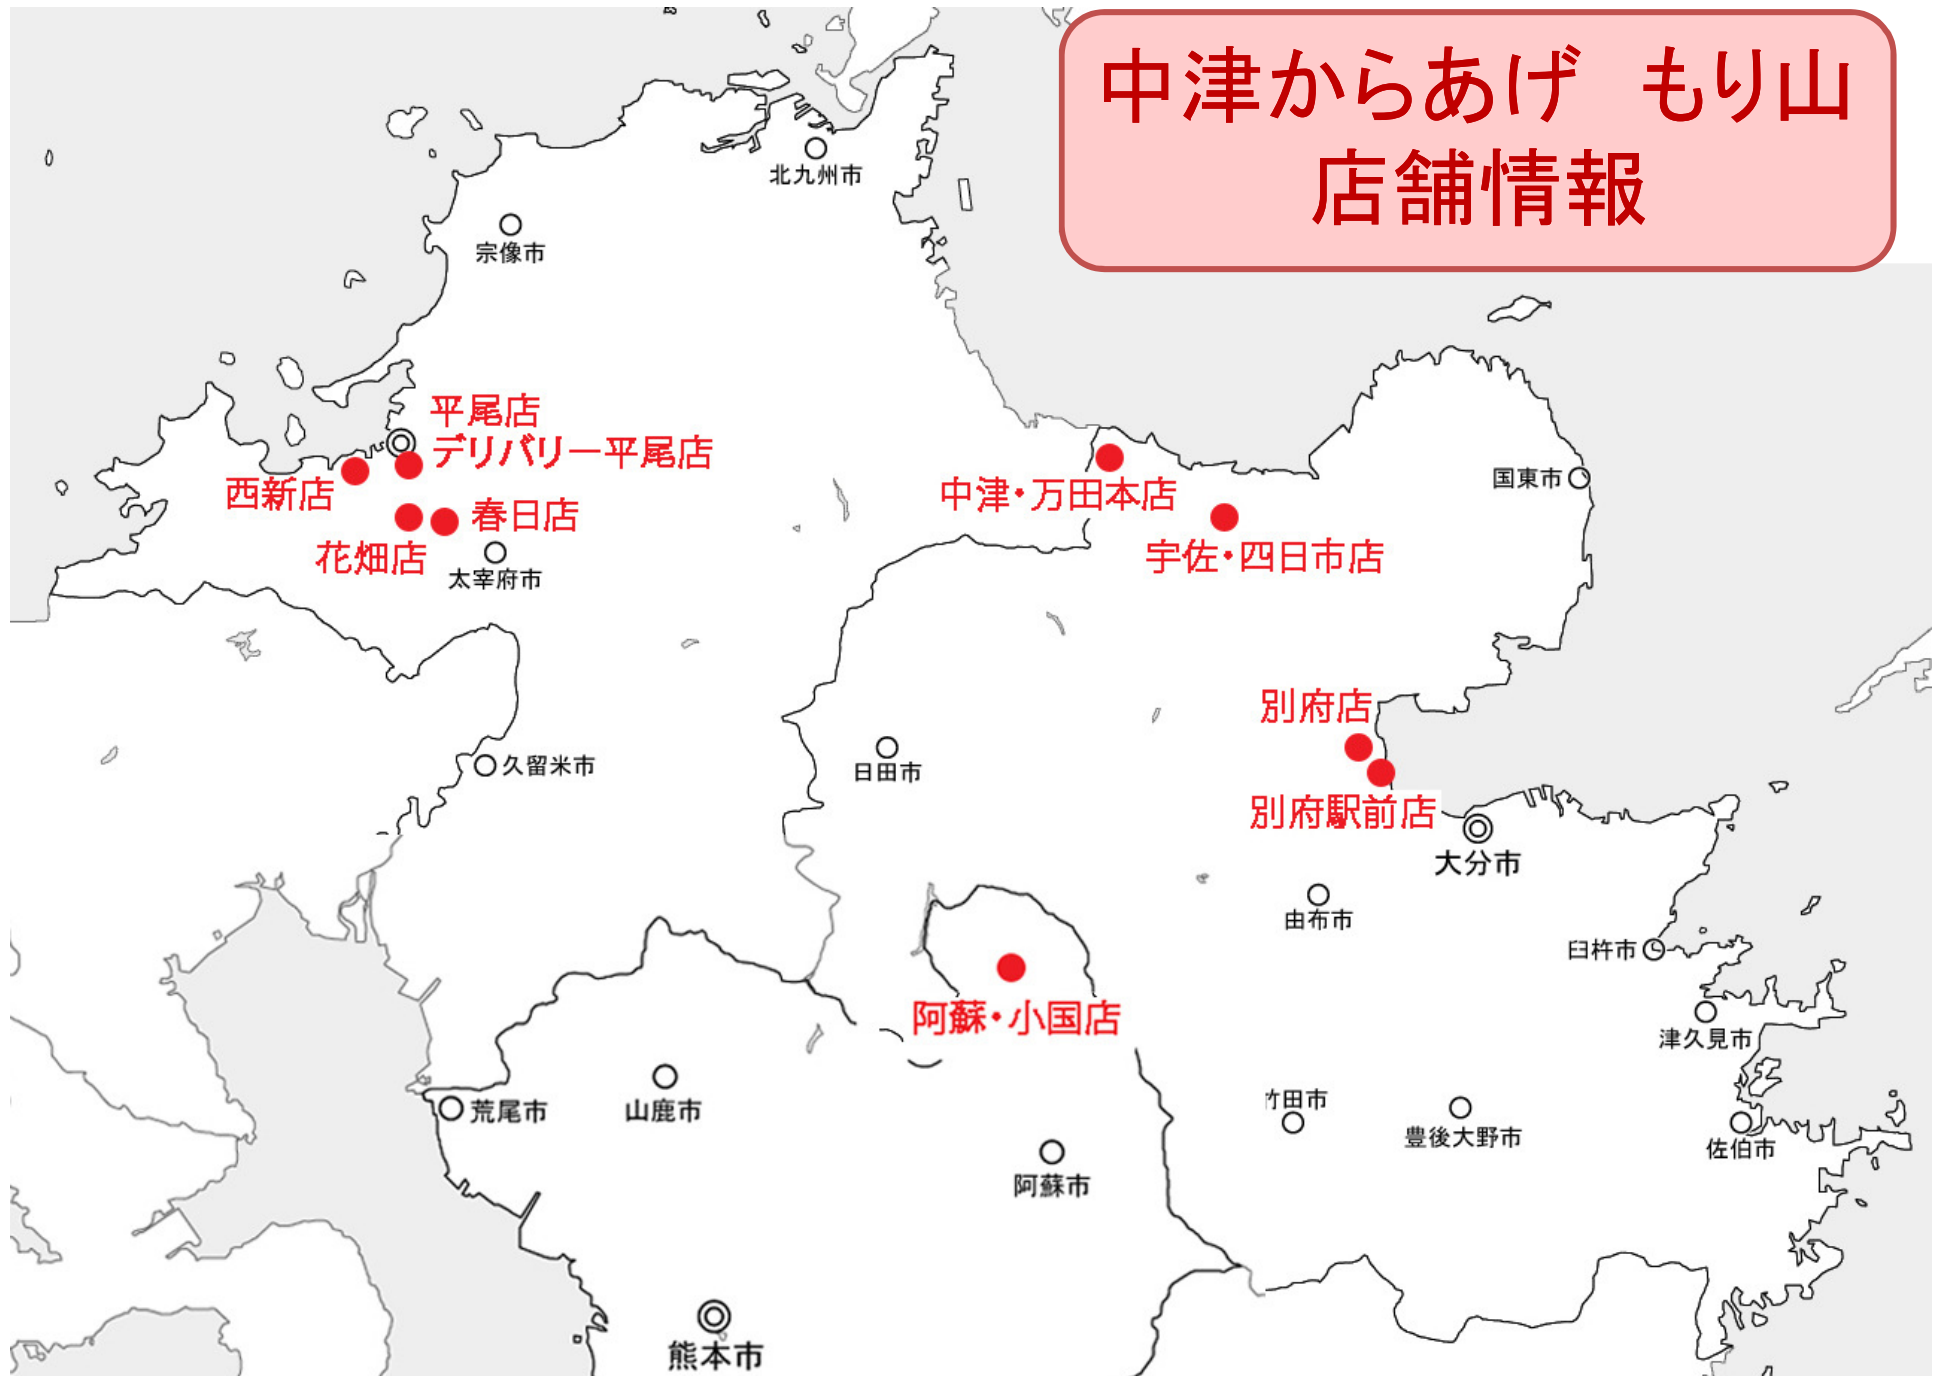 中津からあげ　もり山
店舗情報
北九州市
宗像市
平尾店
デリバリー平尾店
西新店
春日店
花畑店
太宰府市
中津・万田本店
宇佐・四日市店
国東市
別府店
別府駅前店
久留米市
日田市
大分市
由布市
臼杵市
阿蘇・小国店
津久見市
荒尾市
山鹿市
竹田市
豊後大野市
佐伯市
阿蘇市
熊本市